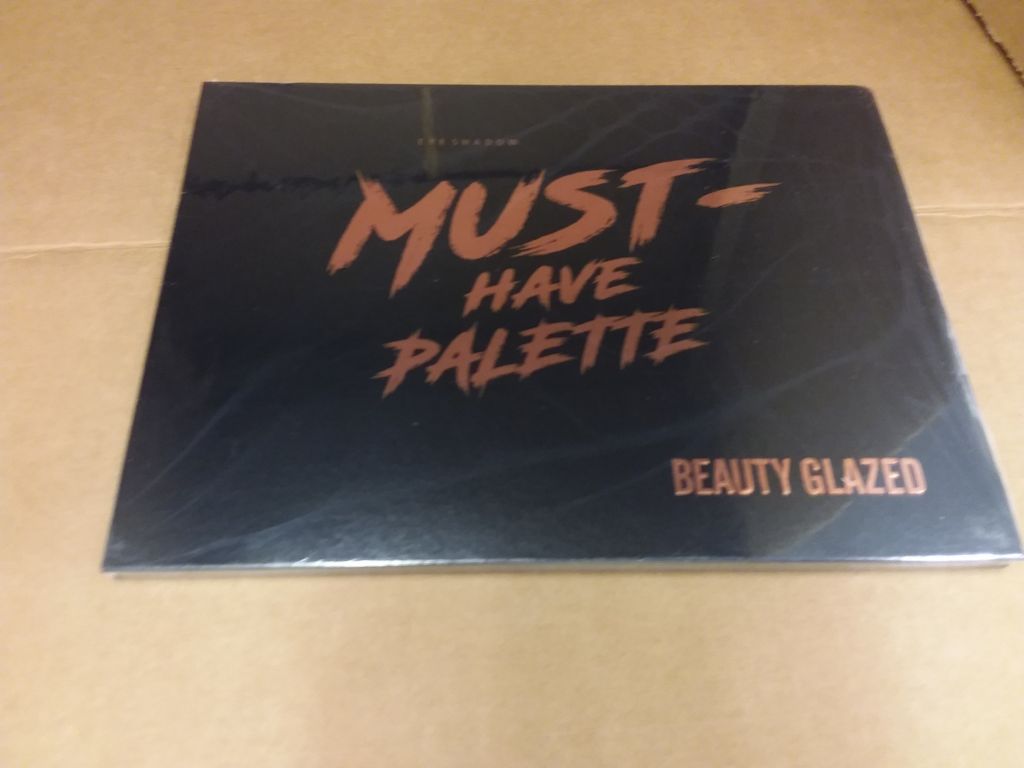 EYESHADOW
MUST-
HAVE
PALETTE
BEAUTY GLAZED